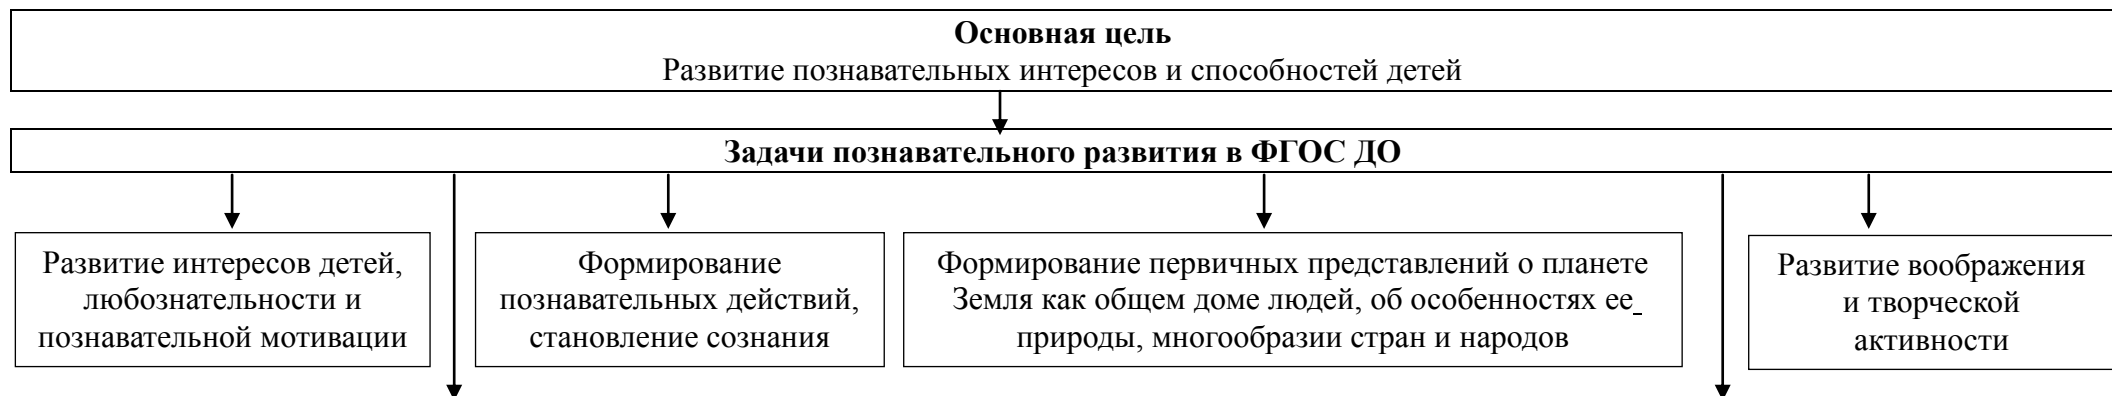 Основная цель
Развитие познавательных интересов и способностей детей
Задачи познавательного развития в ФГОС ДО
Развитие интересов детей,
любознательности и
познавательной мотивации
Формирование
познавательных действий,
становление сознания
Формирование первичных представлений о планете
Земля как общем доме людей, об особенностях ее
природы, многообразии стран и народов
Развитие воображения
и творческой
активности